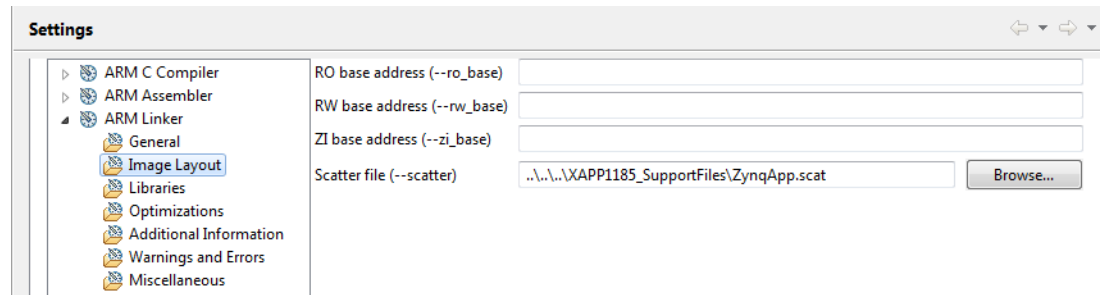 Settings
ARM C Compiler
ARM Assembler
ARM Linker
General
Image Layout
Libraries
Optimizations
Additional Information
Warnings and Errors
Miscellaneous
RO base address (--ro_base)
RW base address (--rw_base)
ZI base address (--zi_base)
Scatter file (--scatter)
..\..\..\XAPP1185_SupportFiles\ZynqApp.scat
Browse...